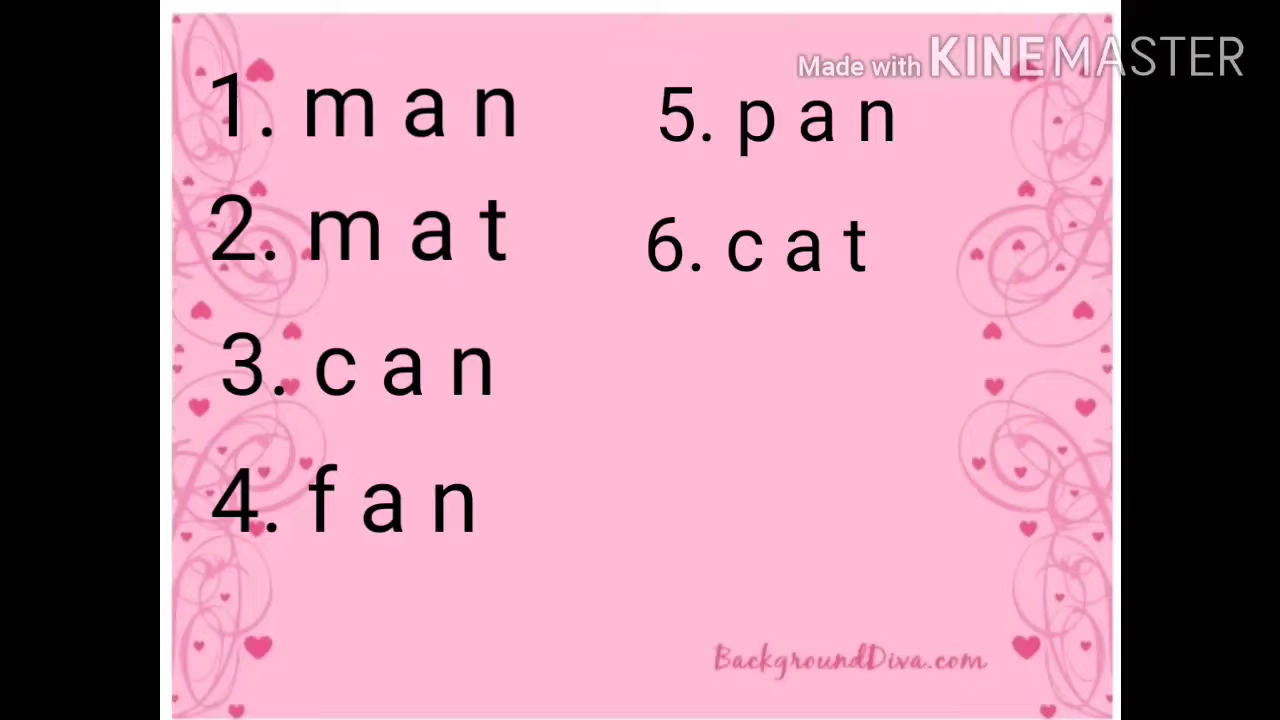 Made with KINEMASTER
1. m a n
2. m a t
3. c a n
4. f a n
5. p a n
6. c a t
BackgroundDiva.com